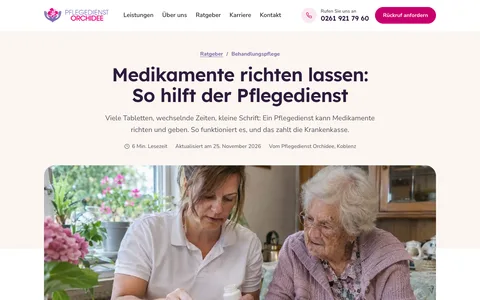 PFLEGEDIENST
ORCHIDEE
Leistungen Über uns Ratgeber Karriere Kontakt
Rufen Sie uns an
0261 921 79 60
Rückruf anfordern
Ratgeber / Behandlungspflege
Medikamente richten lassen:
So hilft der Pflegedienst
Viele Tabletten, wechselnde Zeiten, kleine Schrift: Ein Pflegedienst kann Medikamente
richten und geben. So funktioniert es, und das zahlt die Krankenkasse.
6 Min. Lesezeit Aktualisiert am 25. November 2026 Vom Pflegedienst Orchidee, Koblenz